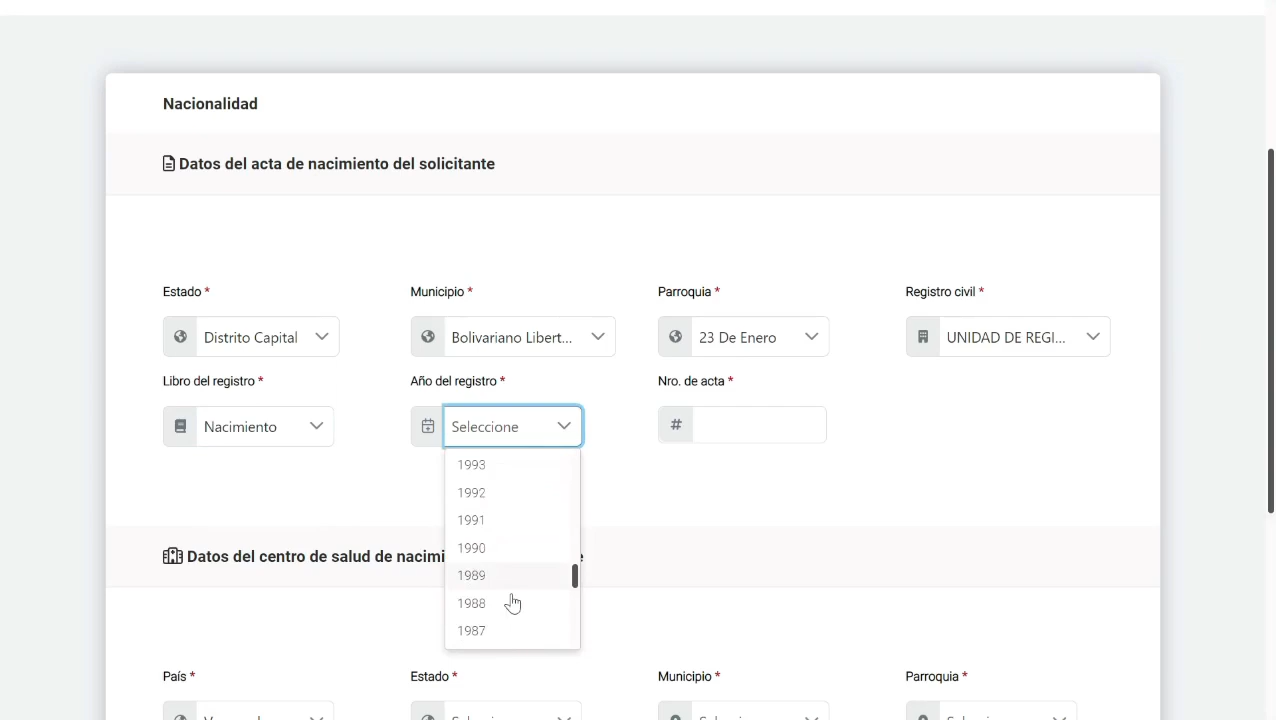 Nacionalidad
Datos del acta de nacimiento del solicitante
Estado * Municipio * Parroquia * Registro civil *
Distrito Capital Bolivariano Libert... 23 De Enero UNIDAD DE REGI...
Libro del registro * Año del registro * Nro. de acta *
Nacimiento Seleccione #
1993
1992
1991
1990
Datos del centro de salud de nacimi
1989
1988
1987
País * Estado * Municipio * Parroquia *